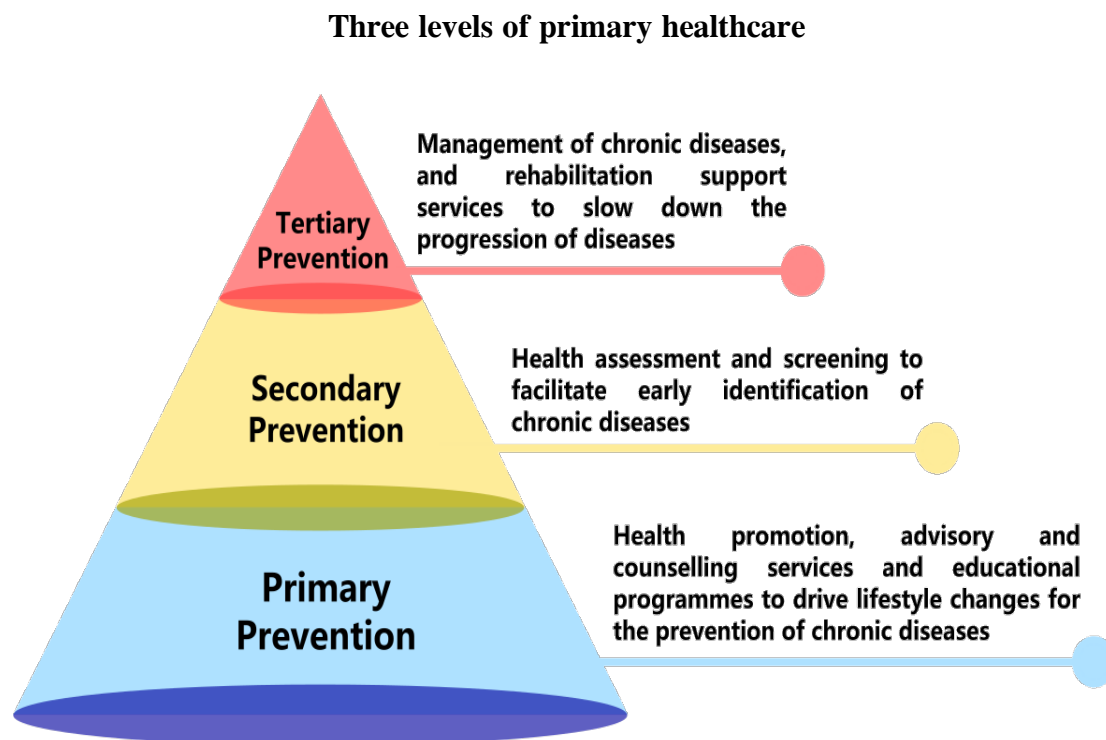 Three levels of primary healthcare
Management of chronic diseases,
and rehabilitation support
services to slow down the
progression of diseases
Tertiary
Prevention
Health assessment and screening to
facilitate early identification of
chronic diseases
Secondary
Prevention
Health promotion, advisory and
counselling services and educational
programmes to drive lifestyle changes for
the prevention of chronic diseases
Primary
Prevention